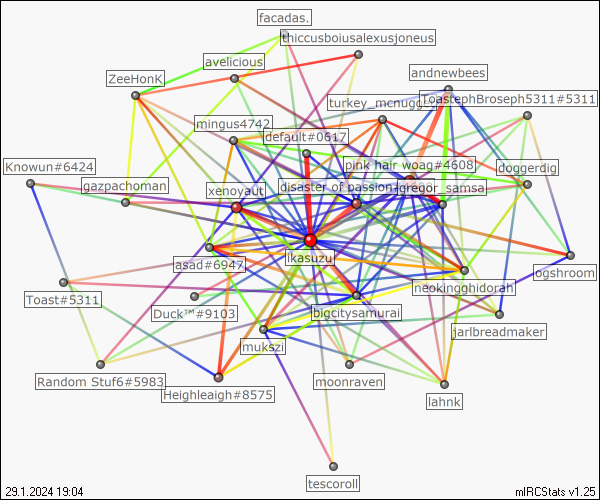 facadas.
thiccusboiusalexusjoneus
avelicious
andnewbees
ZeeHonK
ToastephBroseph5311#5311
turkey_mcnugg
mingus4742
default#0617
pink hair woag#4608
Knowun#6424
doggerdig
gazpachoman
xenoyaut
disaster of passion
gregor_samsa
ikasuzu
asad#6947
ogshroom
neokingghidorah
Toast#5311
Duck™#9103
bigcitysamurai
jarlbreadmaker
mukszi
Random Stuf6#5983
moonraven
Heighleigh#8575
lahnk
tescoroll
29.1.2024 19:04
mIRCStats v1.25